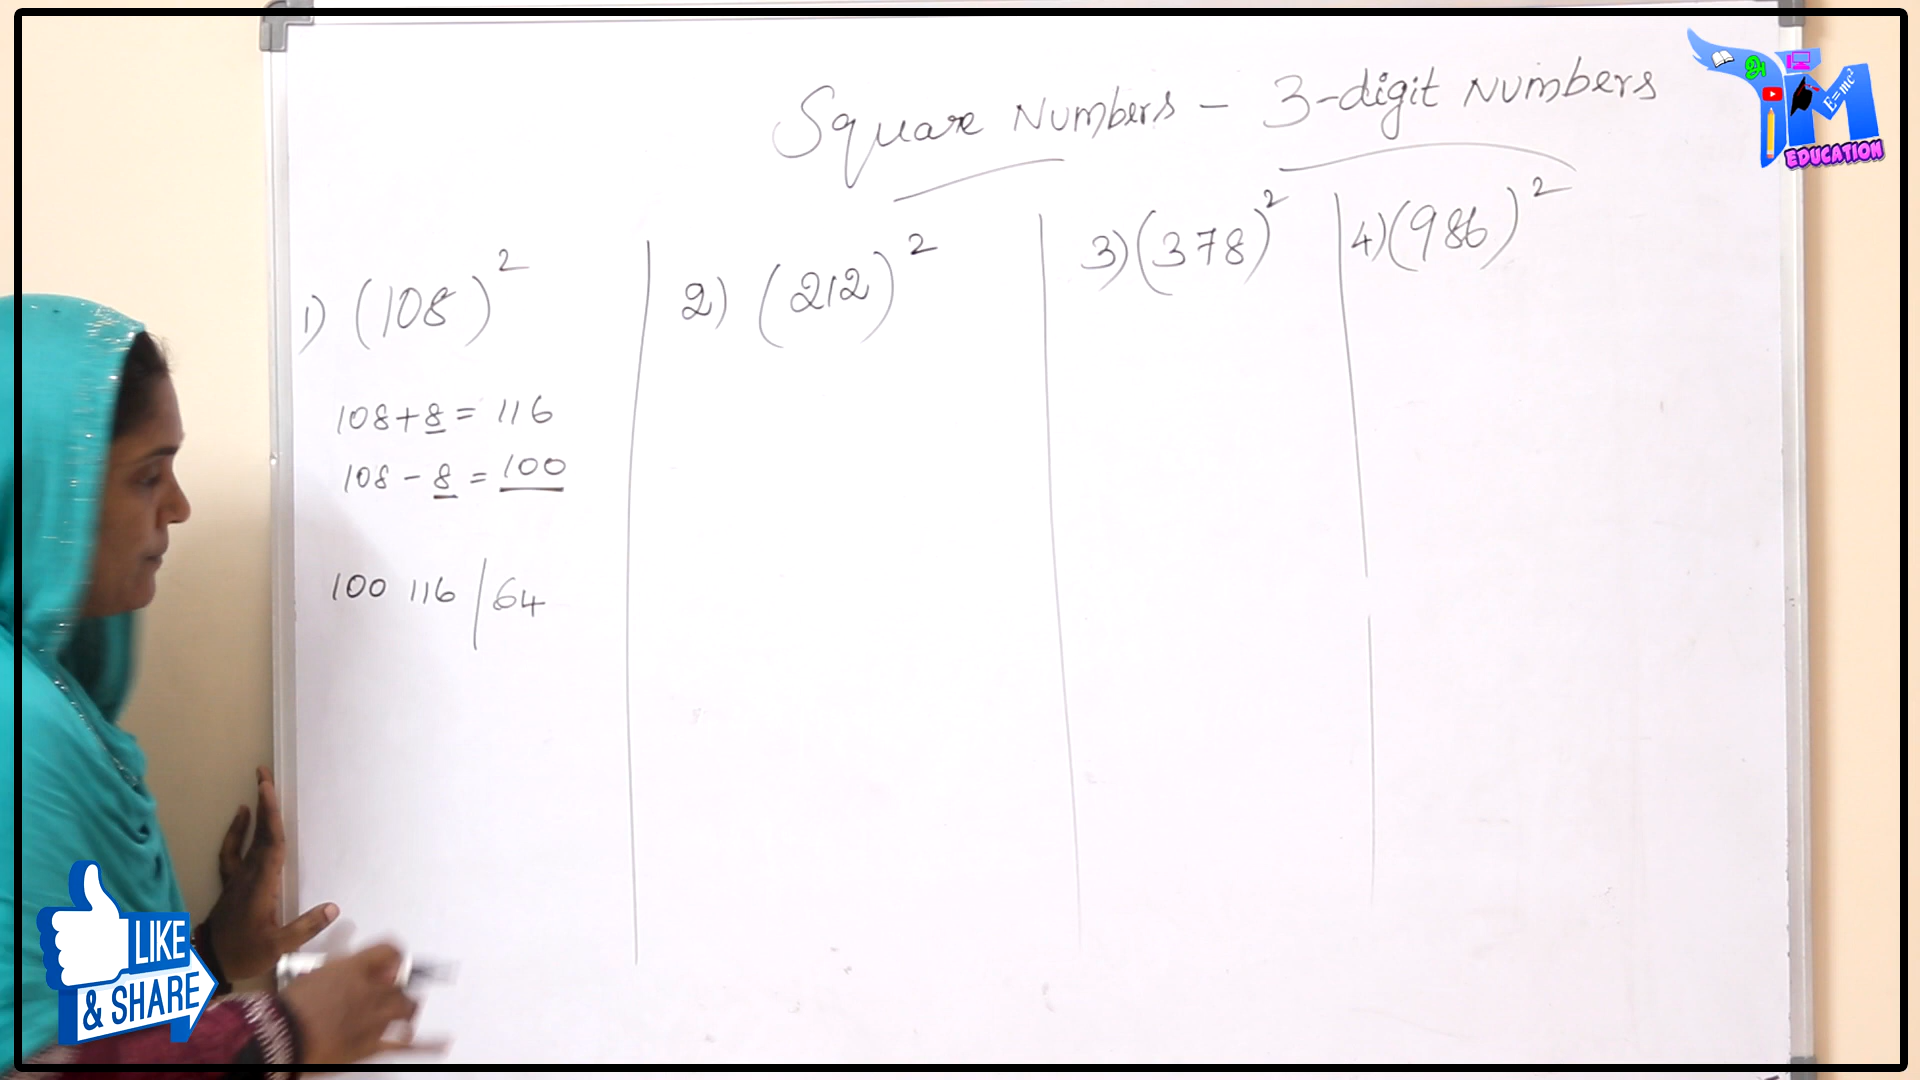 Square Numbers - 3-digit Numbers
1) (108)²
108+8 = 116
108 - 8 = 100
100 116 / 64
2) (212)²
3) (378)²
4) (986)²
அ
E=mc²
TM
EDUCATION
LIKE
& SHARE